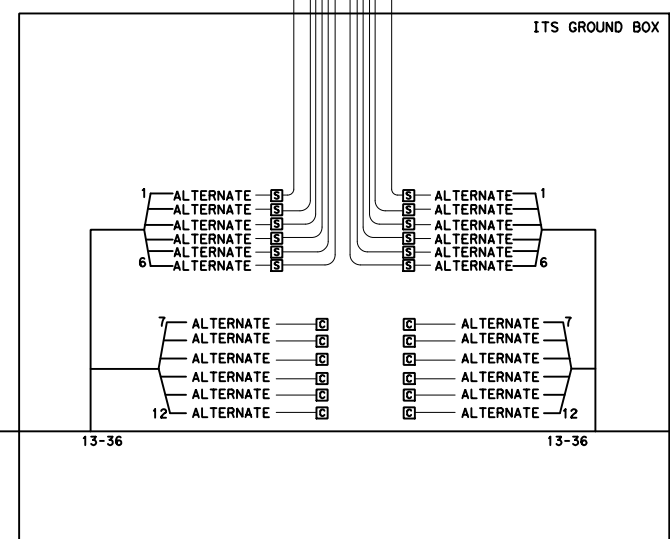 ITS GROUND BOX
1 ALTERNATE S S ALTERNATE 1
ALTERNATE S S ALTERNATE
ALTERNATE S S ALTERNATE
ALTERNATE S S ALTERNATE
ALTERNATE S S ALTERNATE
6 ALTERNATE S S ALTERNATE 6
7 ALTERNATE C C ALTERNATE 7
ALTERNATE C C ALTERNATE
ALTERNATE C C ALTERNATE
ALTERNATE C C ALTERNATE
ALTERNATE C C ALTERNATE
12 ALTERNATE C C ALTERNATE 12
13-36 13-36